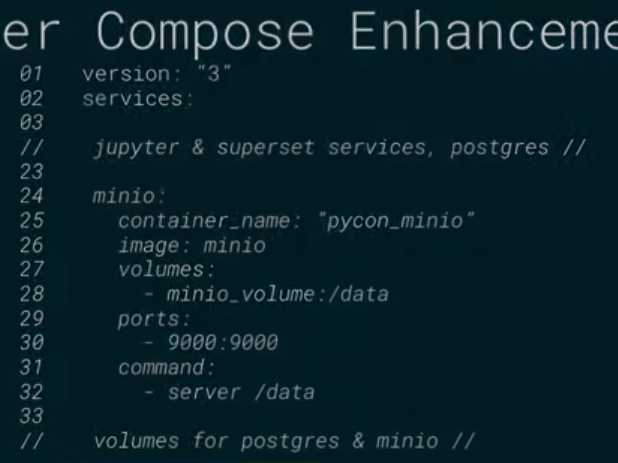 er Compose Enhanceme
01 version: "3"
02 services:
03
// jupyter & superset services, postgres //
23
24 minio:
25 container_name: "pycon_minio"
26 image: minio
27 volumes:
28 - minio_volume:/data
29 ports:
30 - 9000:9000
31 command:
32 - server /data
33
// volumes for postgres & minio //